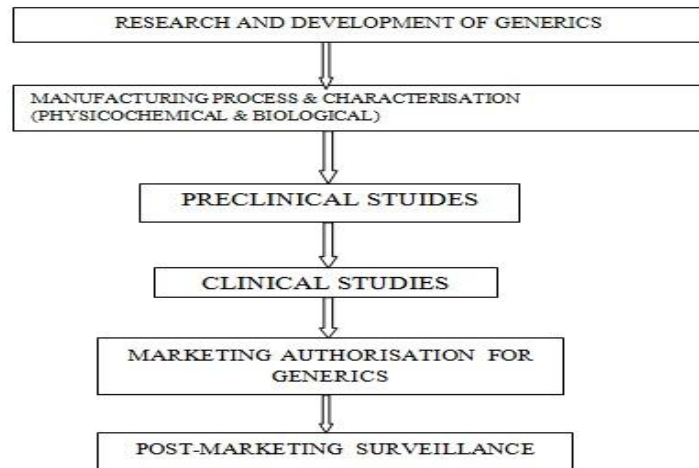 RESEARCH AND DEVELOPMENT OF GENERICS
MANUFACTURING PROCESS & CHARACTERISATION
(PHYSICOCHEMICAL & BIOLOGICAL)
PRECLINICAL STUIDES
CLINICAL STUDIES
MARKETING AUTHORISATION FOR
GENERICS
POST-MARKETING SURVEILLANCE